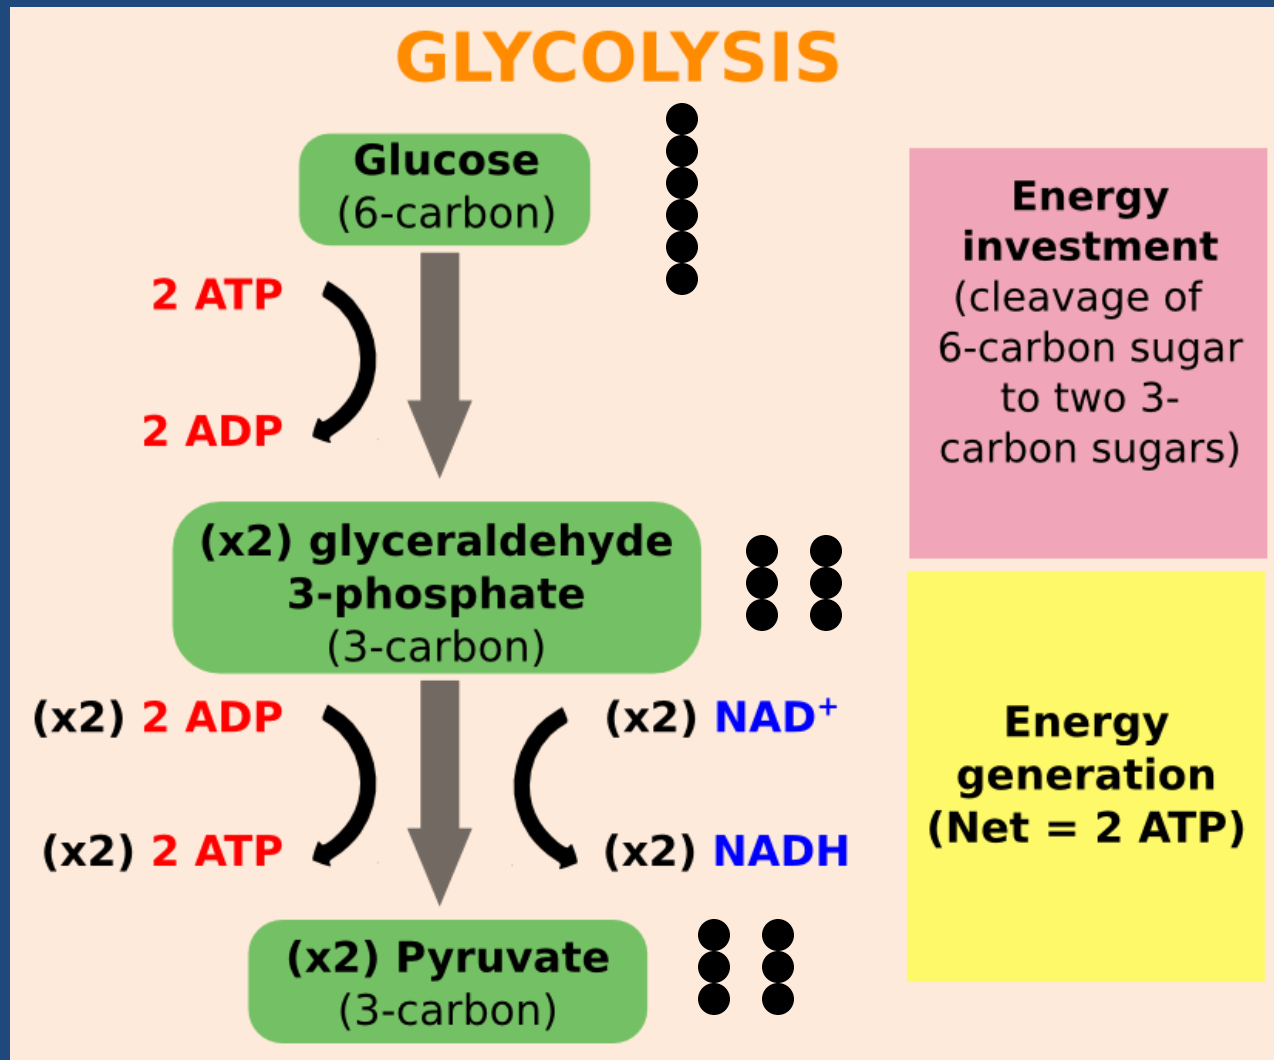 GLYCOLYSIS
Glucose
(6-carbon)
2 ATP
2 ADP
Energy
investment
(cleavage of
6-carbon sugar
to two 3-
carbon sugars)
(x2) glyceraldehyde
3-phosphate
(3-carbon)
(x2) 2 ADP
(x2) NAD⁺
(x2) 2 ATP
(x2) NADH
Energy
generation
(Net = 2 ATP)
(x2) Pyruvate
(3-carbon)